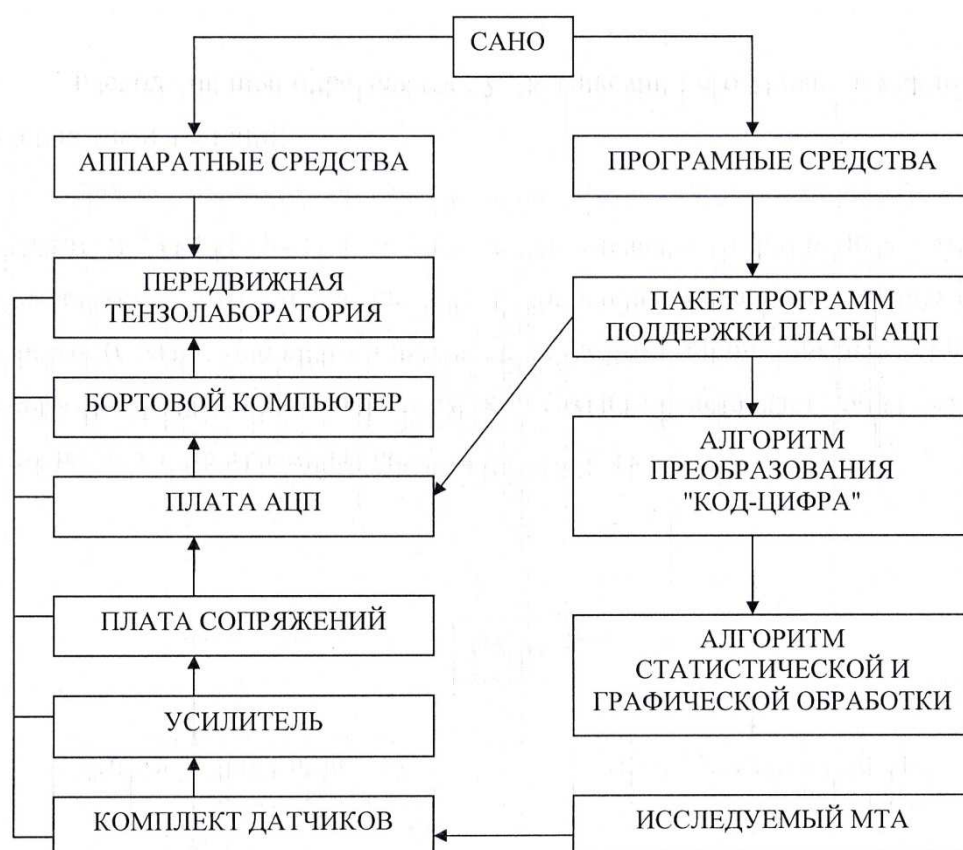 САНО
АППАРАТНЫЕ СРЕДСТВА
ПРОГРАМНЫЕ СРЕДСТВА
ПЕРЕДВИЖНАЯ
ТЕНЗОЛАБОРАТОРИЯ
ПАКЕТ ПРОГРАММ
ПОДДЕРЖКИ ПЛАТЫ АЦП
БОРТОВОЙ КОМПЬЮТЕР
АЛГОРИТМ
ПРЕОБРАЗОВАНИЯ
"КОД-ЦИФРА"
ПЛАТА АЦП
ПЛАТА СОПРЯЖЕНИЙ
АЛГОРИТМ
СТАТИСТИЧЕСКОЙ И
ГРАФИЧЕСКОЙ ОБРАБОТКИ
УСИЛИТЕЛЬ
КОМПЛЕКТ ДАТЧИКОВ
ИССЛЕДУЕМЫЙ МТА